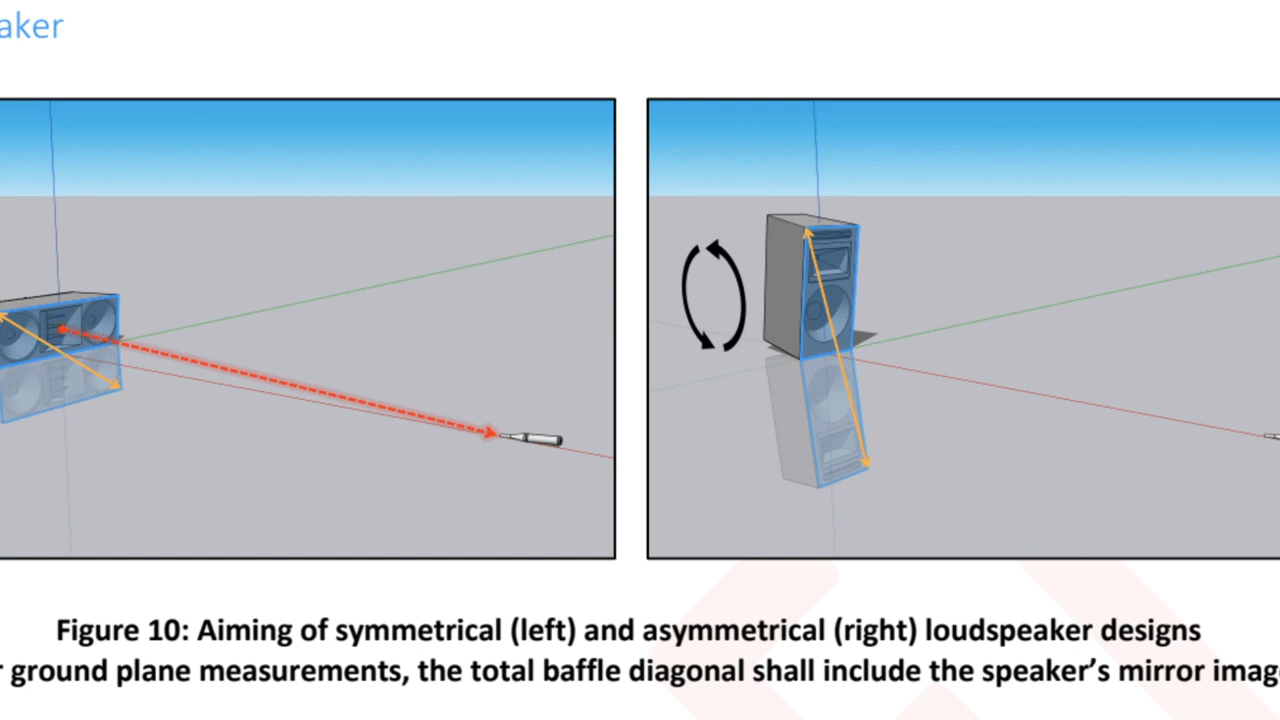 aker
Figure 10: Aiming of symmetrical (left) and asymmetrical (right) loudspeaker designs
r ground plane measurements, the total baffle diagonal shall include the speaker's mirror imag